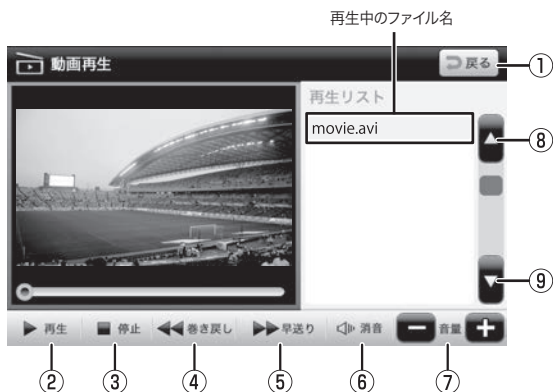 再生中のファイル名
動画再生
戻る
①
再生リスト
movie.avi
⑧
⑨
再生
停止
巻き戻し
早送り
消音
音量
②
③
④
⑤
⑥
⑦